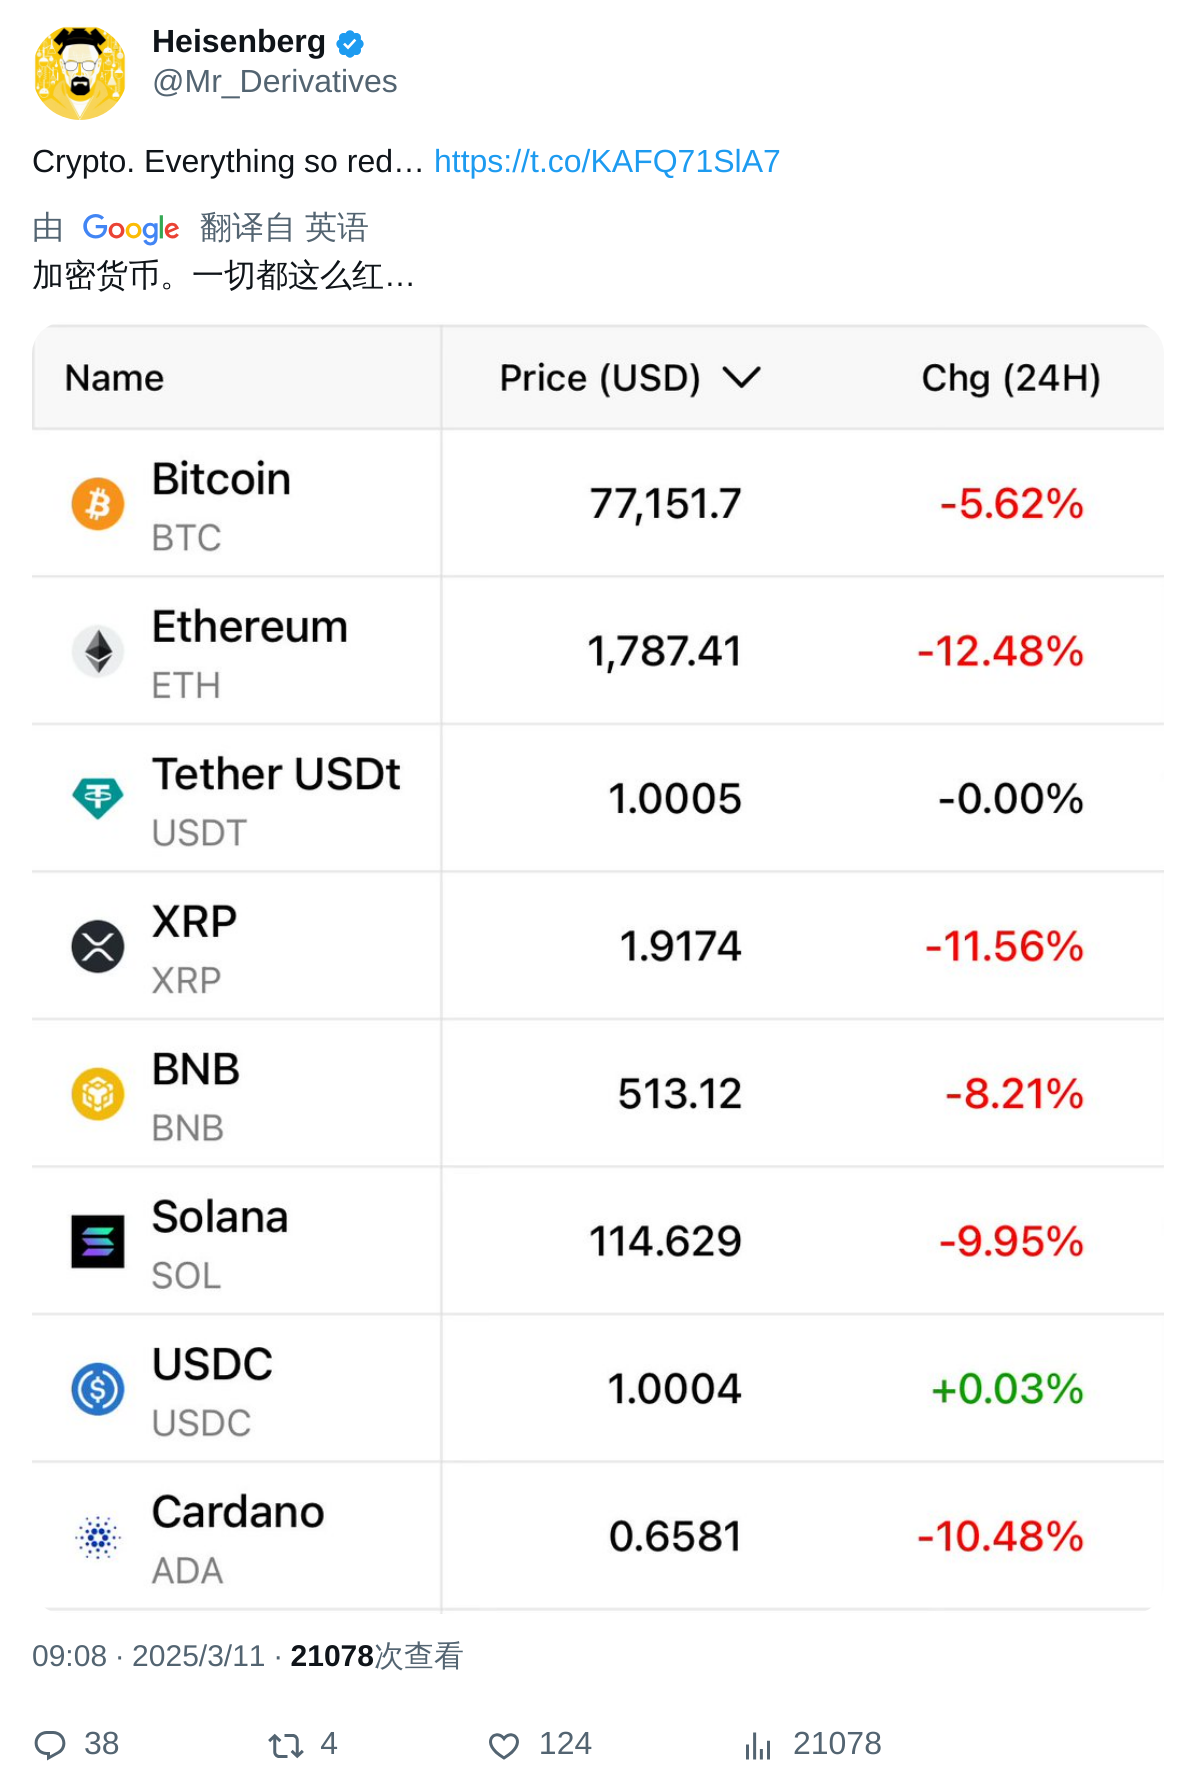 Heisenberg
@Mr_Derivatives
Crypto. Everything so red… https://t.co/KAFQ71SlA7
由 Google 翻译自 英语
加密货币。一切都这么红…
Name Price (USD) Chg (24H)
Bitcoin
BTC
77,151.7 -5.62%
Ethereum
ETH
1,787.41 -12.48%
Tether USDt
USDT
1.0005 -0.00%
XRP
XRP
1.9174 -11.56%
BNB
BNB
513.12 -8.21%
Solana
SOL
114.629 -9.95%
USDC
USDC
1.0004 +0.03%
Cardano
ADA
0.6581 -10.48%
09:08 · 2025/3/11 · 21078次查看
38 4 124 21078